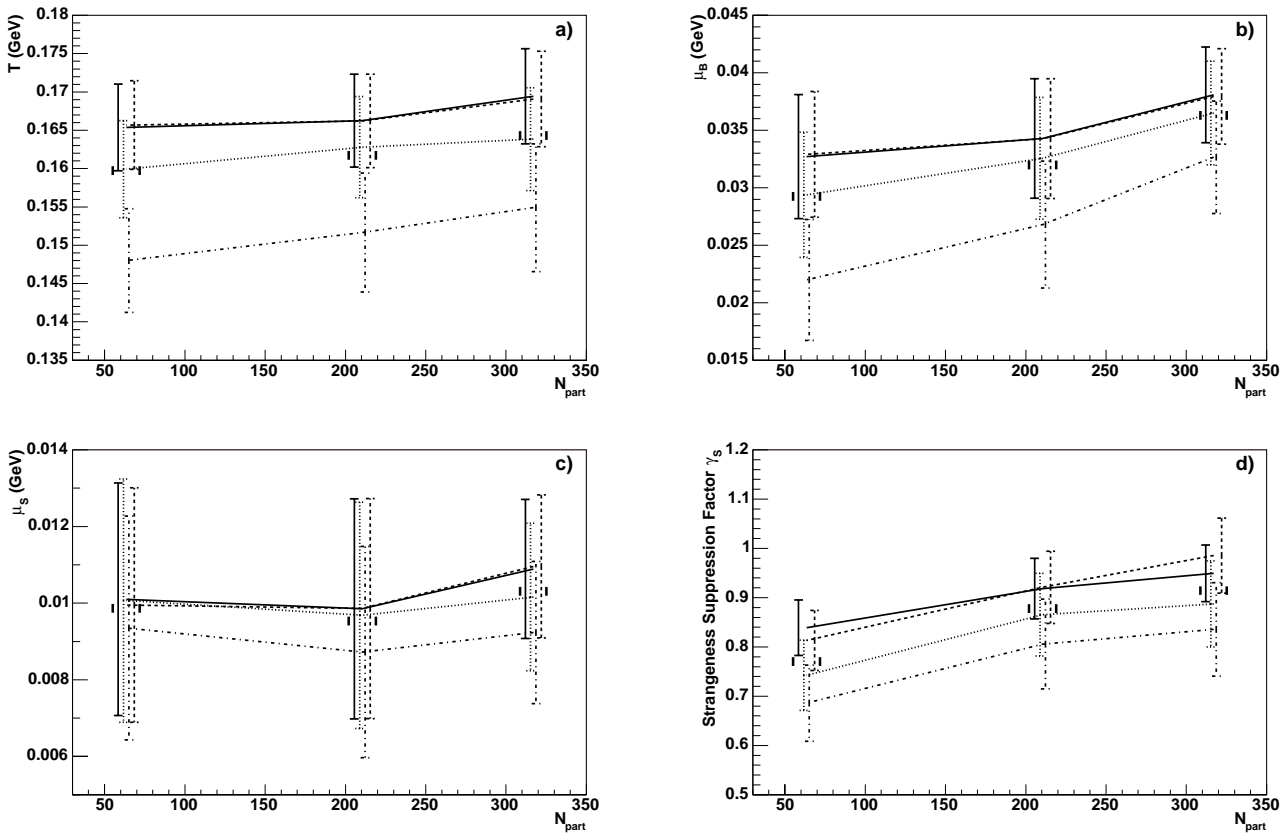 a)
T (GeV)
0.18
0.175
0.17
0.165
0.16
0.155
0.15
0.145
0.14
0.135
50 100 150 200 250 300 350
N_part
b)
μ_B (GeV)
0.045
0.04
0.035
0.03
0.025
0.02
0.015
50 100 150 200 250 300 350
N_part
c)
μ_S (GeV)
0.014
0.012
0.01
0.008
0.006
50 100 150 200 250 300 350
N_part
d)
Strangeness Suppression Factor γ_S
1.2
1.1
1
0.9
0.8
0.7
0.6
0.5
50 100 150 200 250 300 350
N_part